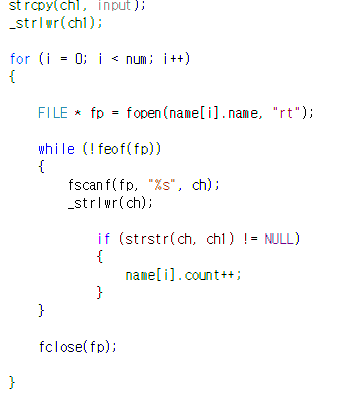 strcpy(ch1, input);
_strlwr(ch1);
for (i = 0; i < num; i++)
{
FILE * fp = fopen(name[i].name, "rt");
while (!feof(fp))
{
fscanf(fp, "%s", ch);
_strlwr(ch);
if (strstr(ch, ch1) != NULL)
{
name[i].count++;
}
}
fclose(fp);
}